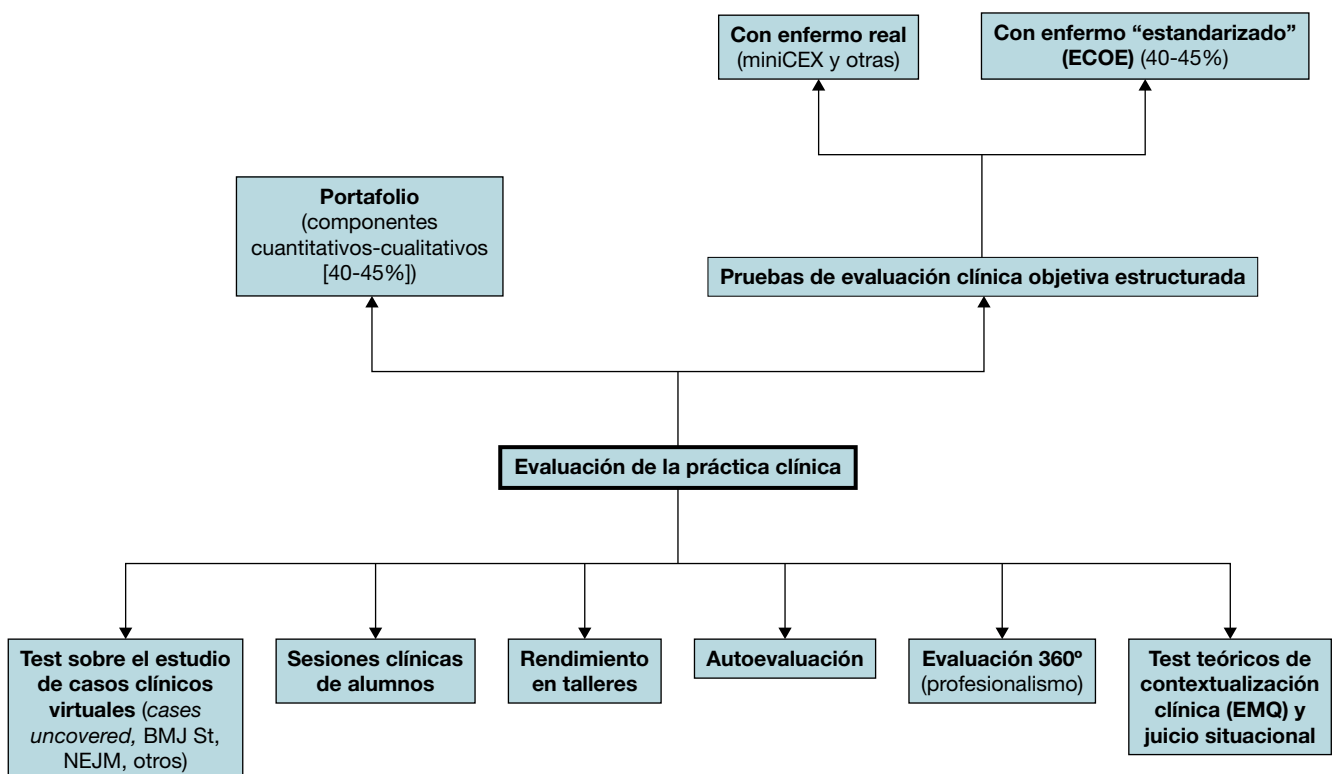 Con enfermo real
(miniCEX y otras)
Con enfermo “estandarizado”
(ECOE) (40-45%)
Portafolio
(componentes
cuantitativos-cualitativos
[40-45%])
Pruebas de evaluación clínica objetiva estructurada
Evaluación de la práctica clínica
Test sobre el estudio
de casos clínicos
virtuales (cases
uncovered, BMJ St,
NEJM, otros)
Sesiones clínicas
de alumnos
Rendimiento
en talleres
Autoevaluación
Evaluación 360º
(profesionalismo)
Test teóricos de
contextualización
clínica (EMQ) y
juicio situacional